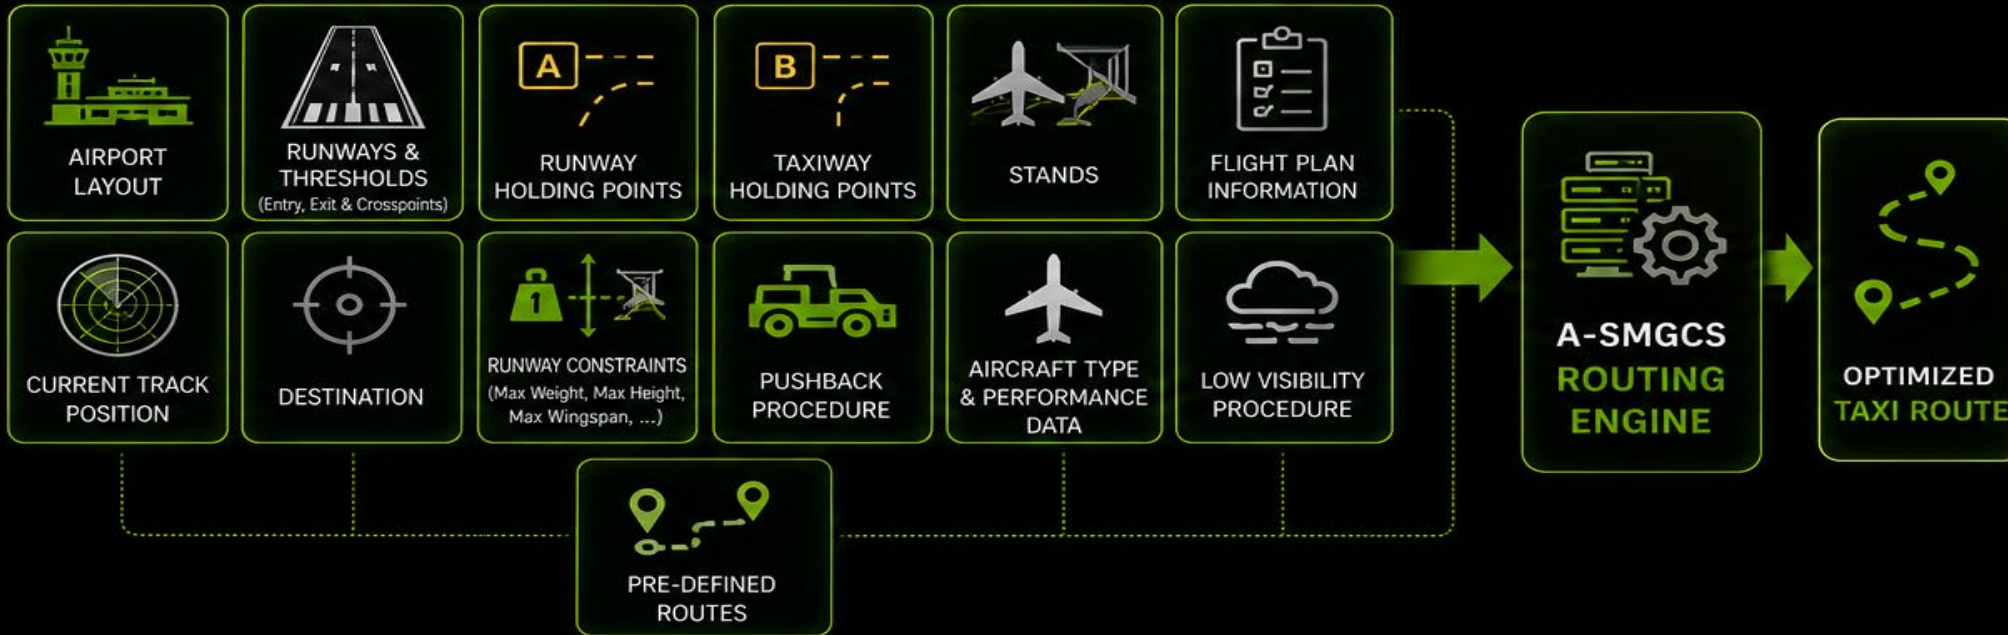 AIRPORT
LAYOUT
RUNWAYS &
THRESHOLDS
(Entry, Exit & Crosspoints)
A
RUNWAY
HOLDING POINTS
B
TAXIWAY
HOLDING POINTS
STANDS
FLIGHT PLAN
INFORMATION
CURRENT TRACK
POSITION
DESTINATION
1
RUNWAY CONSTRAINTS
(Max Weight, Max Height,
Max Wingspan, ...)
PUSHBACK
PROCEDURE
AIRCRAFT TYPE
& PERFORMANCE
DATA
LOW VISIBILITY
PROCEDURE
PRE-DEFINED
ROUTES
A-SMGCS
ROUTING
ENGINE
OPTIMIZED
TAXI ROUTE